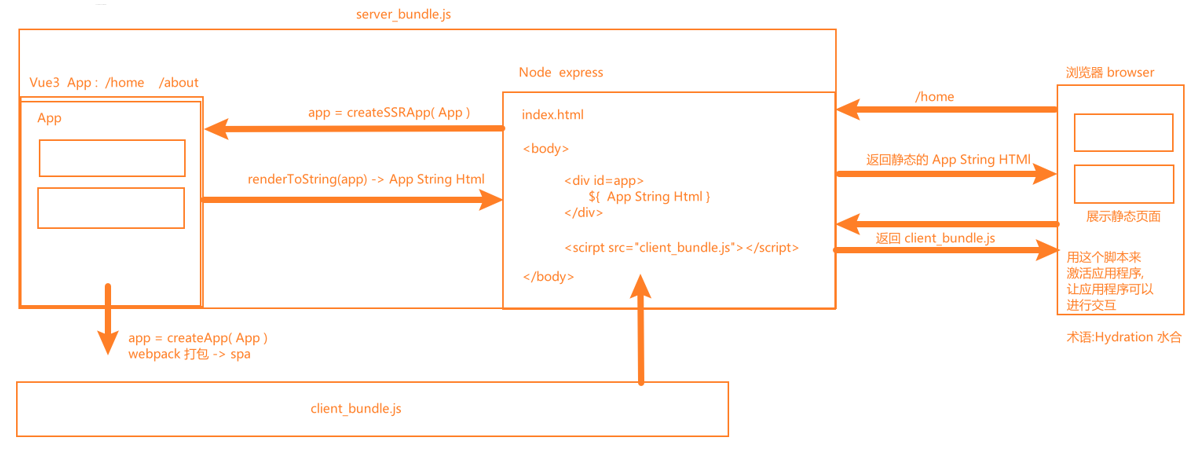 server_bundle.js
Vue3 App : /home /about
Node express
浏览器 browser
App
app = createSSRApp( App )
renderToString(app) -> App String Html
index.html
<body>
<div id=app>
${ App String Html }
</div>
<scirpt src="client_bundle.js"></script>
</body>
/home
返回静态的 App String HTMl
返回 client_bundle.js
展示静态页面
用这个脚本来
激活应用程序,
让应用程序可以
进行交互
术语:Hydration 水合
app = createApp( App )
webpack 打包 -> spa
client_bundle.js